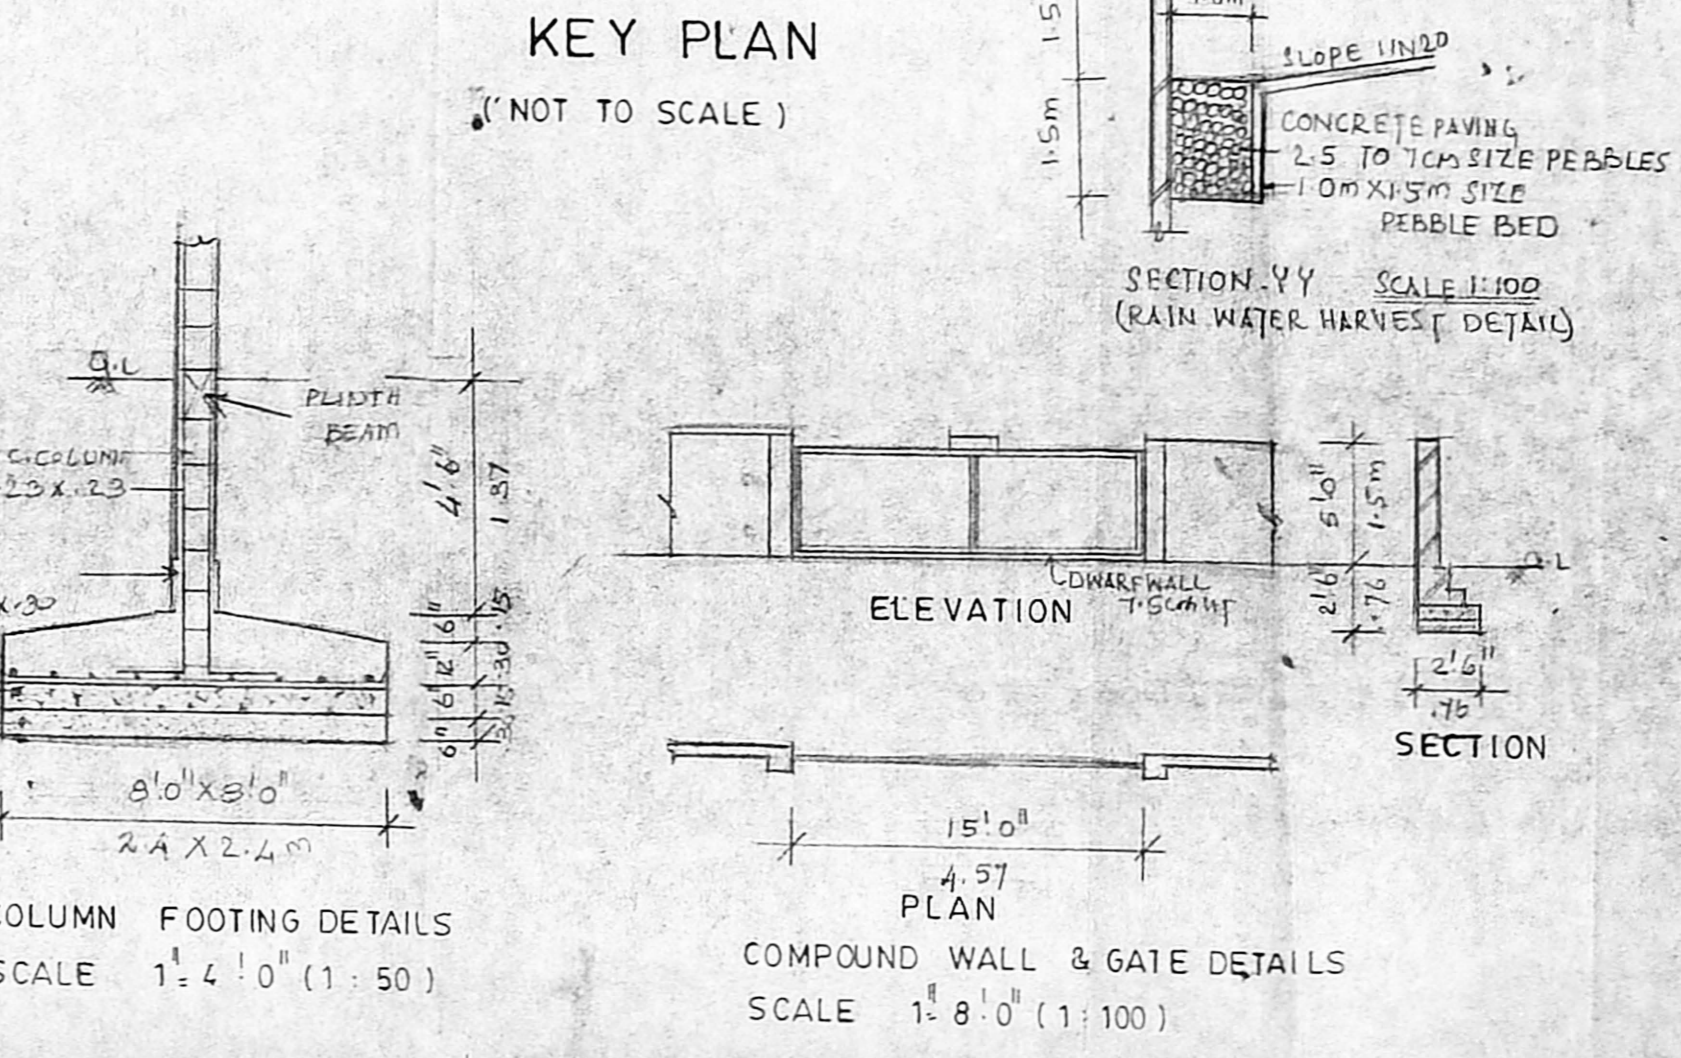 KEY PLAN
(NOT TO SCALE)
1.5
1.5m
SLOPE 1IN20
CONCRETE PAVING
2.5 TO 7CM SIZE PEBBLES
1.0m X1.5m SIZE
PEBBLE BED
SECTION-YY SCALE 1:100
(RAIN WATER HARVEST DETAIL)
G.L
PLINTH
BEAM
C.COLUMN
.23 X .23
X.30
4'6"
1.37
6" .15
12" .30
6" .15
6"
8'0"X8'0"
2.4 X 2.4m
COLUMN FOOTING DETAILS
SCALE 1"=4'0" (1:50)
DWARFWALL
7.5cm HT
ELEVATION
5'0"
1.5m
2'6"
.76
G.L
2'6"
.76
SECTION
15'0"
4.57
PLAN
COMPOUND WALL & GATE DETAILS
SCALE 1"=8'0" (1:100)